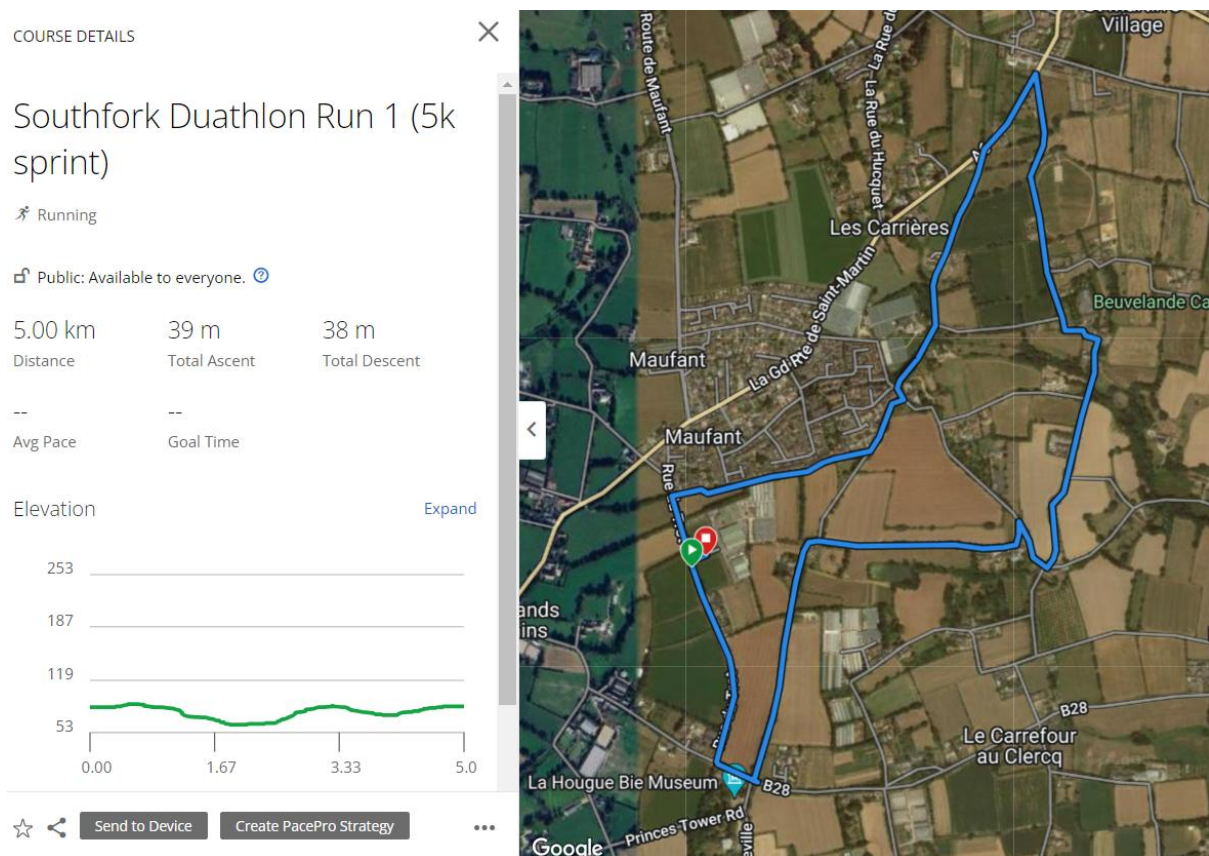 COURSE DETAILS
Southfork Duathlon Run 1 (5k
sprint)
Running
Public: Available to everyone.
5.00 km
39 m
38 m
Distance
Total Ascent
Total Descent
--
--
Avg Pace
Goal Time
Elevation
Expand
253
187
119
53
0.00
1.67
3.33
5.0
Send to Device
Create PacePro Strategy
Village
Route de Maufant
La Rue du Hucquet
Les Carrières
Beuvelande Ca
La Gd Rte de Saint-Martin
Maufant
Maufant
Rue
ands
ins
B28
Le Carrefour
au Clercq
La Hougue Bie Museum
B28
Princes Tower Rd
eville
Google